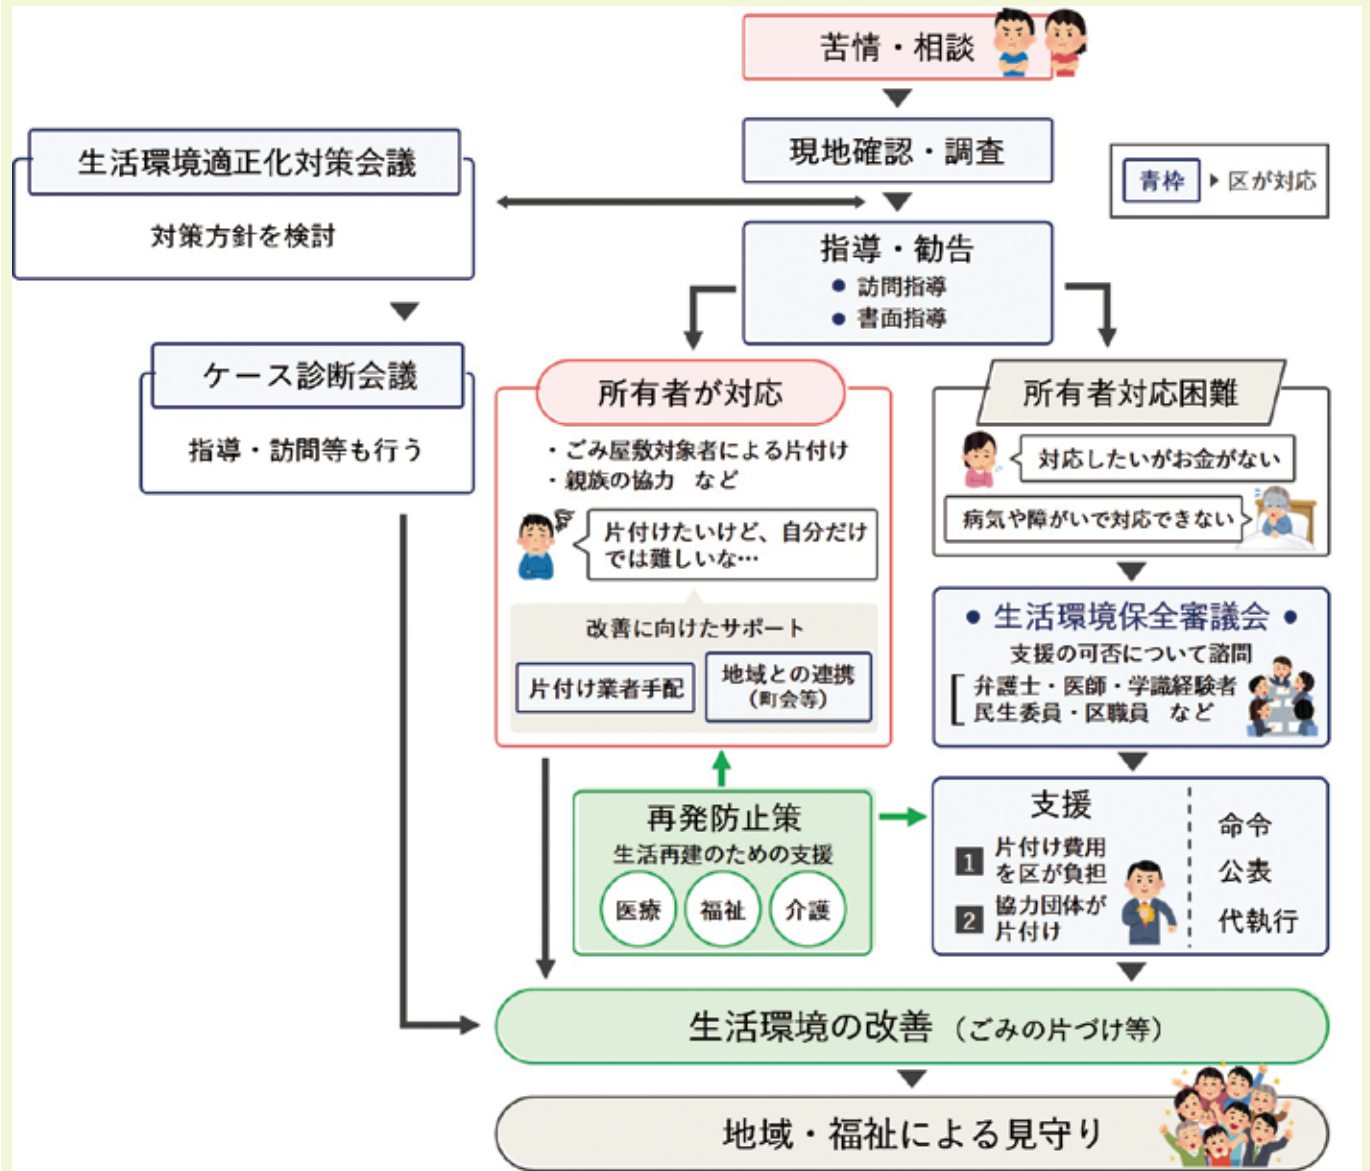 苦情・相談
現地確認・調査
青枠 ▶ 区が対応
生活環境適正化対策会議
対策方針を検討
指導・勧告
● 訪問指導
● 書面指導
ケース診断会議
指導・訪問等も行う
所有者が対応
・ごみ屋敷対象者による片付け
・親族の協力　など
片付けたいけど、自分だけ
では難しいな…
改善に向けたサポート
片付け業者手配
地域との連携
（町会等）
所有者対応困難
対応したいがお金がない
病気や障がいで対応できない
● 生活環境保全審議会 ●
支援の可否について諮問
弁護士・医師・学識経験者
民生委員・区職員　など
再発防止策
生活再建のための支援
医療 福祉 介護
支援
1 片付け費用
を区が負担
2 協力団体が
片付け
命令
公表
代執行
生活環境の改善（ごみの片づけ等）
地域・福祉による見守り